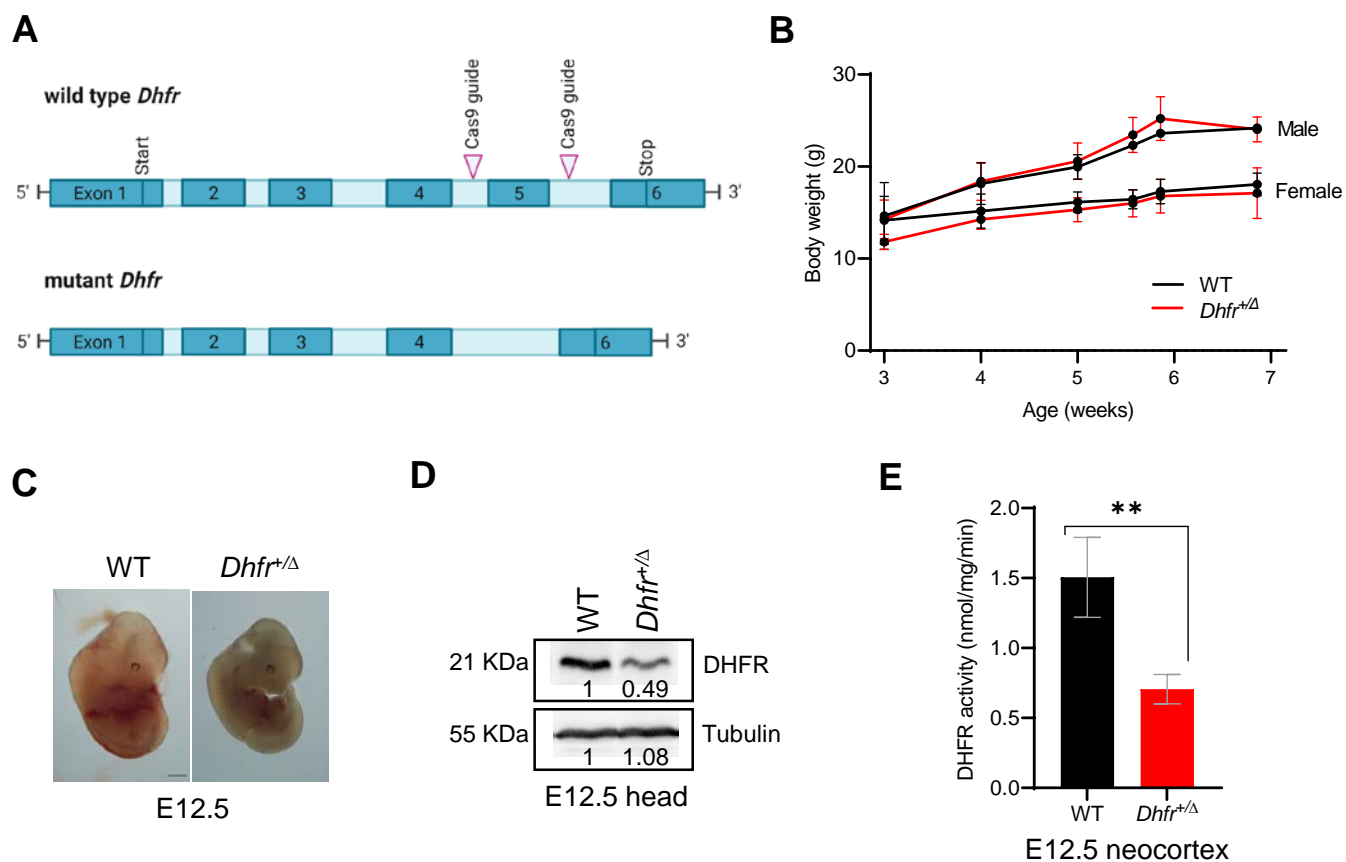 A
wild type Dhfr
Start
Cas9 guide
Cas9 guide
Stop
5' Exon 1 2 3 4 5 6 3'
mutant Dhfr
5' Exon 1 2 3 4 6 3'
B
Body weight (g)
30
20
10
0
Male
Female
WT
Dhfr+/Δ
3 4 5 6 7
Age (weeks)
C
WT Dhfr+/Δ
E12.5
D
WT
Dhfr+/Δ
21 KDa DHFR
1 0.49
55 KDa Tubulin
1 1.08
E12.5 head
E
DHFR activity (nmol/mg/min)
2.0
1.5
1.0
0.5
0.0
**
WT Dhfr+/Δ
E12.5 neocortex